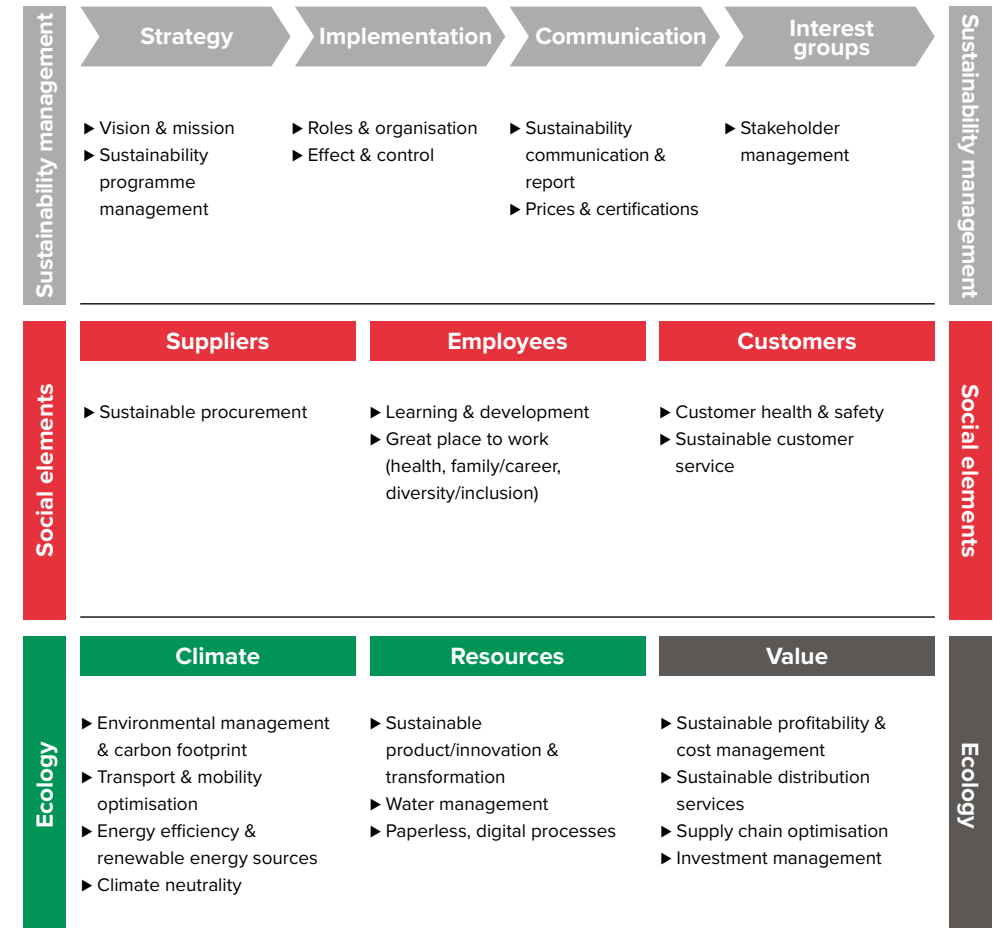 Sustainability management
Strategy
Implementation
Communication
Interest
groups
Sustainability management
▶ Vision & mission
▶ Sustainability
programme
management
▶ Roles & organisation
▶ Effect & control
▶ Sustainability
communication &
report
▶ Prices & certifications
▶ Stakeholder
management
Social elements
Suppliers
Employees
Customers
Social elements
▶ Sustainable procurement
▶ Learning & development
▶ Great place to work
(health, family/career,
diversity/inclusion)
▶ Customer health & safety
▶ Sustainable customer
service
Ecology
Climate
Resources
Value
Ecology
▶ Environmental management
& carbon footprint
▶ Transport & mobility
optimisation
▶ Energy efficiency &
renewable energy sources
▶ Climate neutrality
▶ Sustainable
product/innovation &
transformation
▶ Water management
▶ Paperless, digital processes
▶ Sustainable profitability &
cost management
▶ Sustainable distribution
services
▶ Supply chain optimisation
▶ Investment management